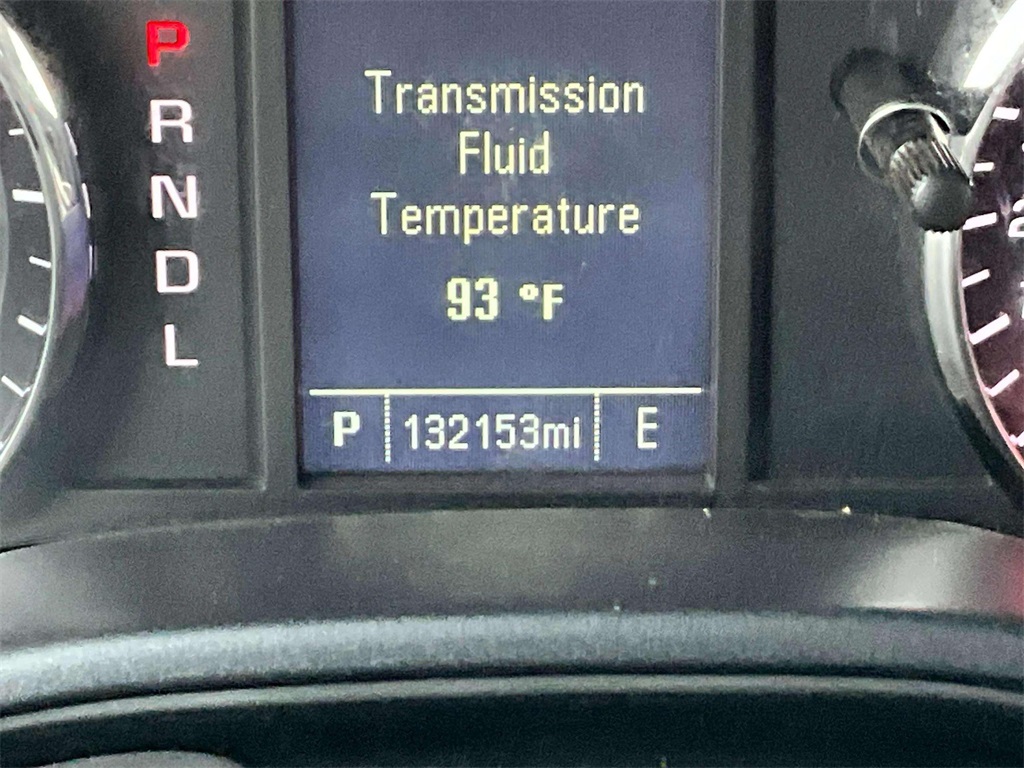 P
R
N
D
L
Transmission
Fluid
Temperature
93 °F
P 132153mi E